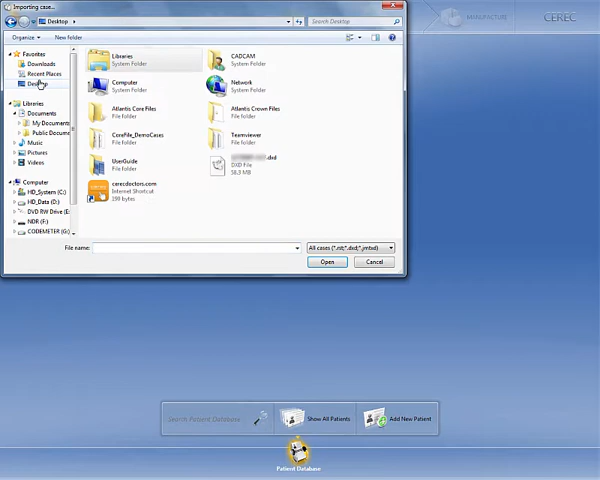 Importing case...
Desktop
Search Desktop
Organize
New folder
Favorites
Downloads
Recent Places
Desktop
Libraries
Documents
My Documents
Public Docume
Music
Pictures
Videos
Computer
HD_System (C:)
HD_Data (D:)
DVD RW Drive (E:
NDR (F:)
CODEMETER (G:)
Libraries
System Folder
CADCAM
System Folder
Computer
System Folder
Network
System Folder
Atlantis Core Files
File folder
Atlantis Crown Files
File folder
CoreFile_DemoCases
File folder
Teamviewer
File folder
UserGuide
File folder
.dxd
DXD File
58.3 MB
cerecdoctors.com
Internet Shortcut
190 bytes
File name:
All cases (*.rst;*.dxd;*.jmtxd)
Open
Cancel
MANUFACTURE
CEREC
Search Patient Database
Show All Patients
Add New Patient
Patient Database